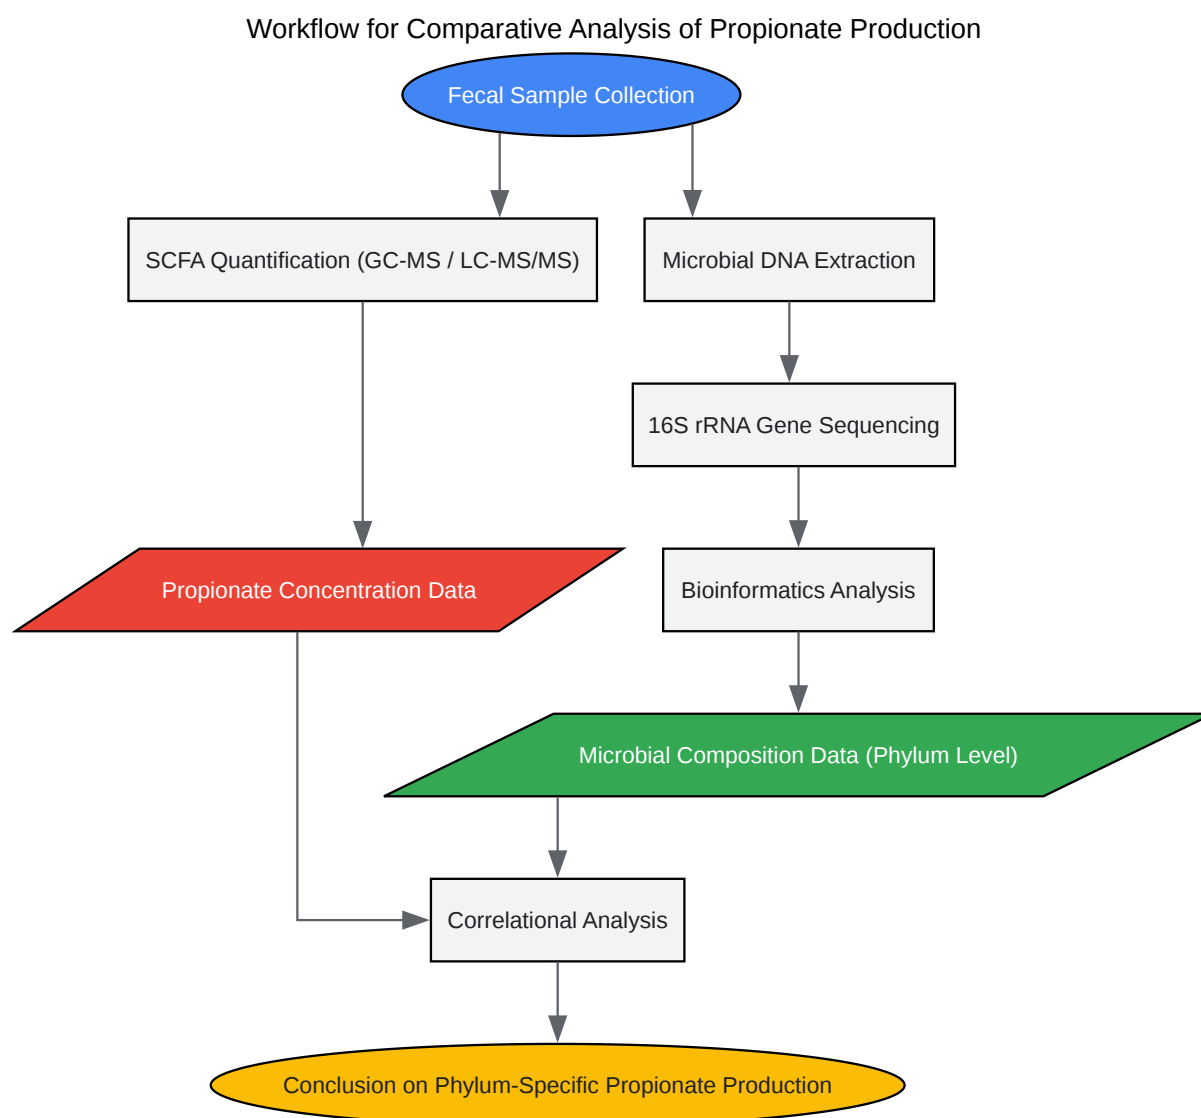 Workflow for Comparative Analysis of Propionate Production
Fecal Sample Collection
SCFA Quantification (GC-MS / LC-MS/MS)
Microbial DNA Extraction
16S rRNA Gene Sequencing
Propionate Concentration Data
Bioinformatics Analysis
Microbial Composition Data (Phylum Level)
Correlational Analysis
Conclusion on Phylum-Specific Propionate Production